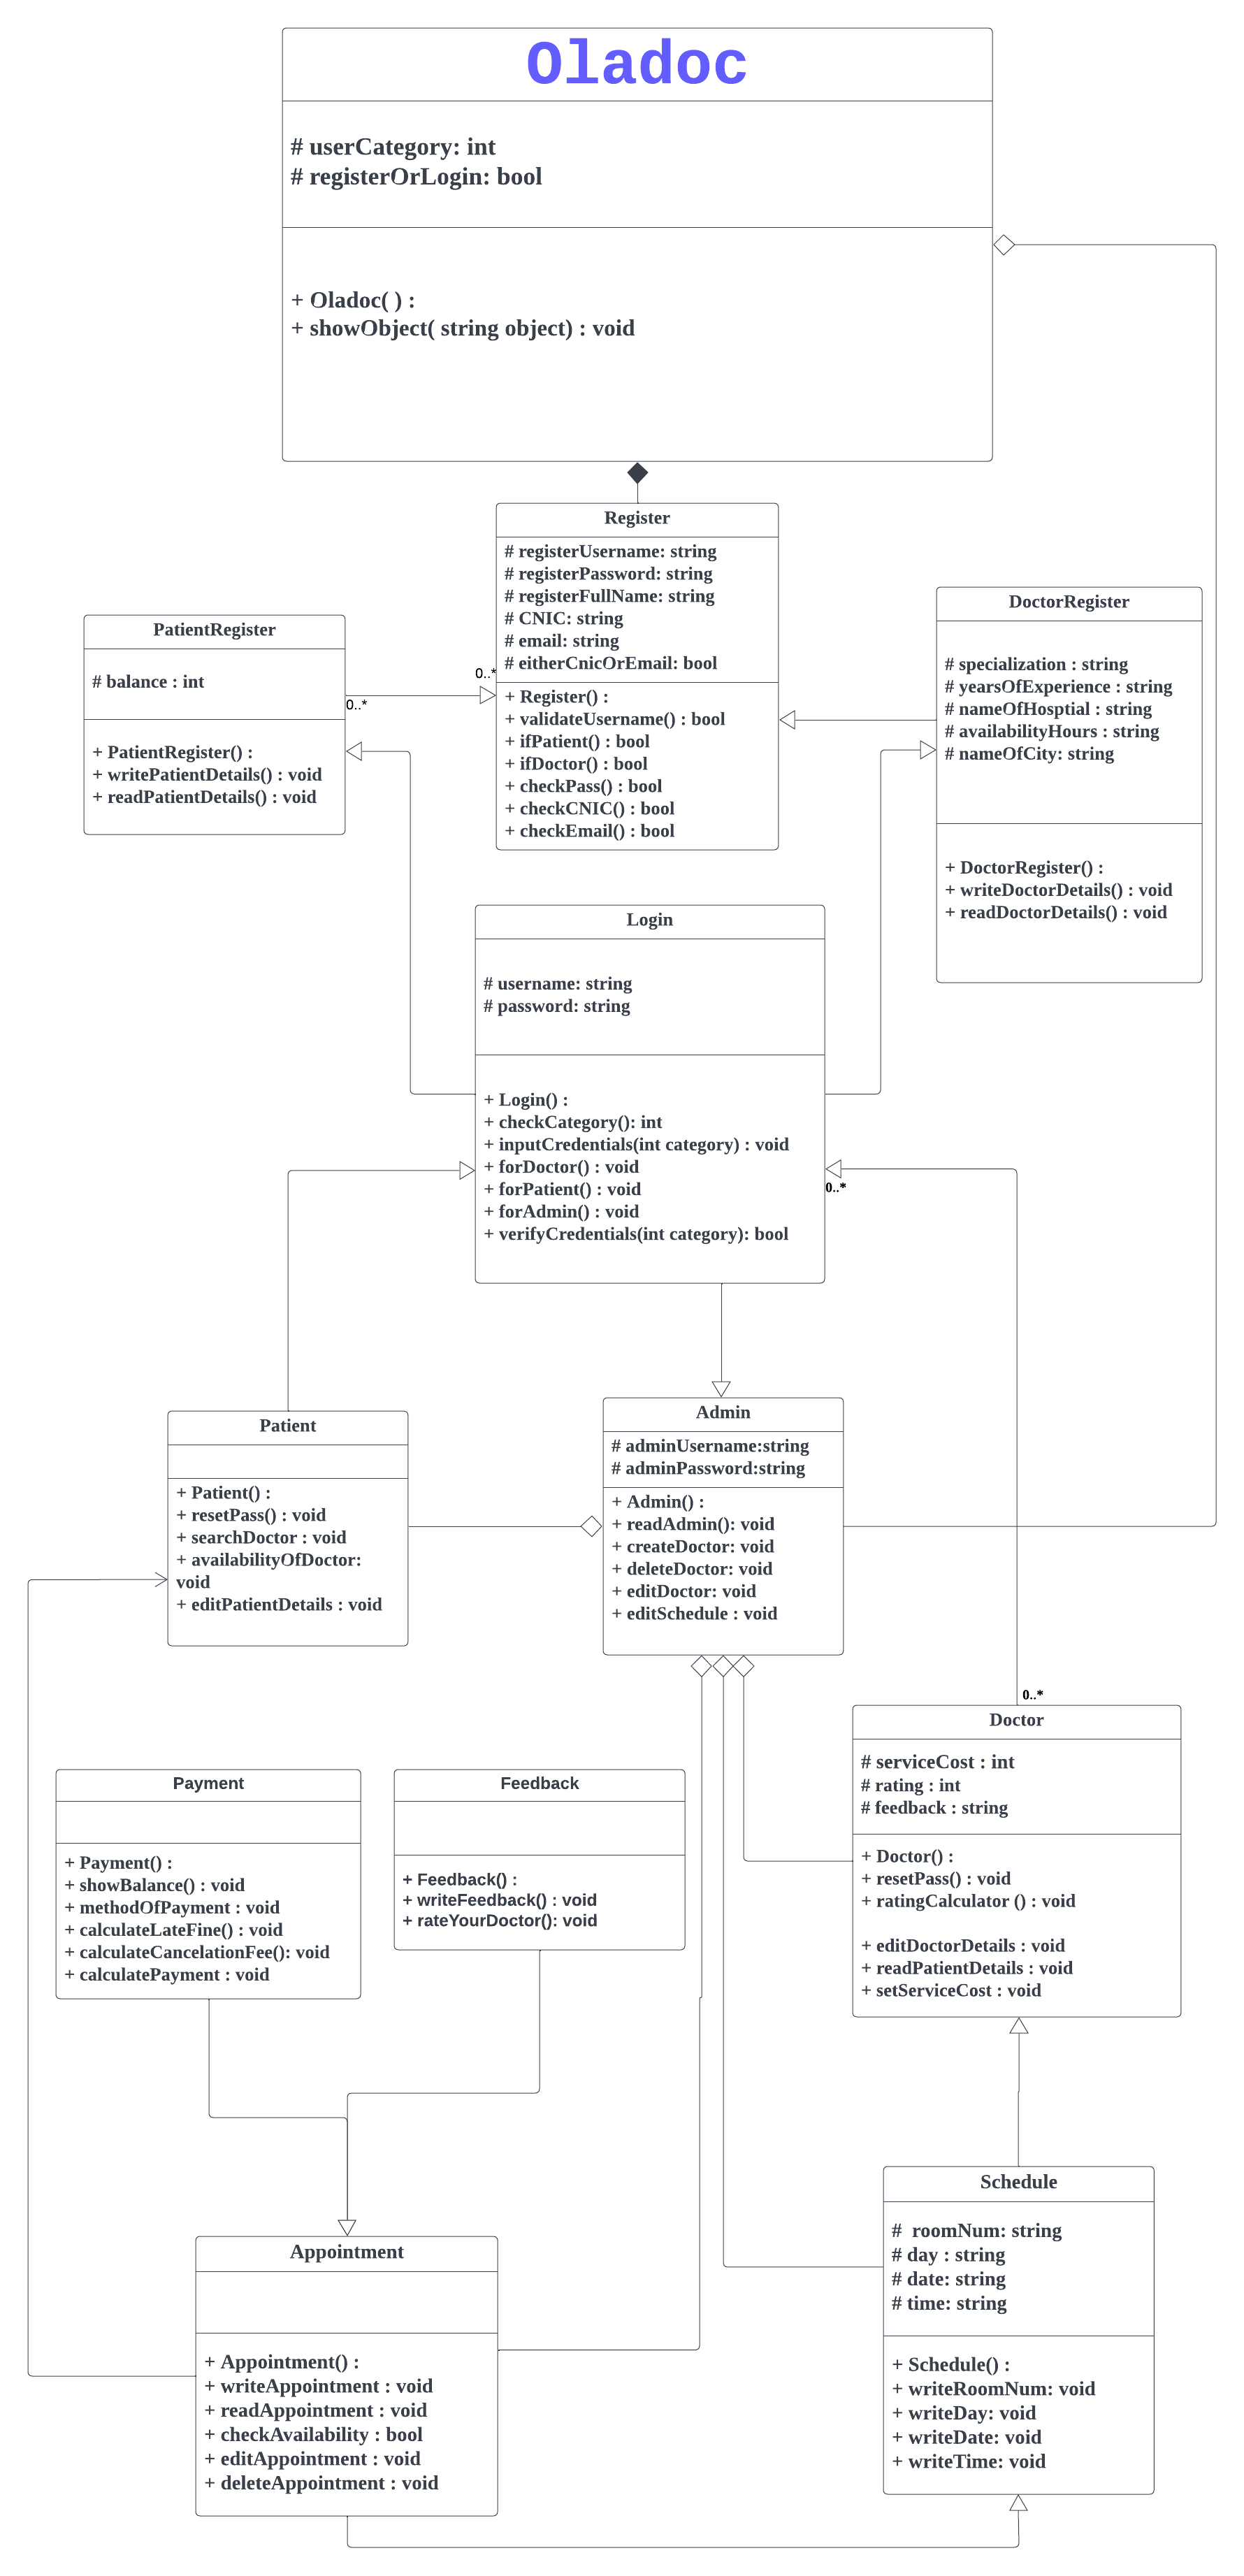 Oladoc
# userCategory: int
# registerOrLogin: bool
+ Oladoc( ) :
+ showObject( string object) : void
Register
# registerUsername: string
# registerPassword: string
# registerFullName: string
# CNIC: string
# email: string
# eitherCnicOrEmail: bool
+ Register() :
+ validateUsername() : bool
+ ifPatient() : bool
+ ifDoctor() : bool
+ checkPass() : bool
+ checkCNIC() : bool
+ checkEmail() : bool
PatientRegister
# balance : int
+ PatientRegister() :
+ writePatientDetails() : void
+ readPatientDetails() : void
0..*
0..*
DoctorRegister
# specialization : string
# yearsOfExperience : string
# nameOfHosptial : string
# availabilityHours : string
# nameOfCity: string
+ DoctorRegister() :
+ writeDoctorDetails() : void
+ readDoctorDetails() : void
Login
# username: string
# password: string
+ Login() :
+ checkCategory(): int
+ inputCredentials(int category) : void
+ forDoctor() : void
+ forPatient() : void
+ forAdmin() : void
+ verifyCredentials(int category): bool
0..*
Patient
+ Patient() :
+ resetPass() : void
+ searchDoctor : void
+ availabilityOfDoctor:
void
+ editPatientDetails : void
Admin
# adminUsername:string
# adminPassword:string
+ Admin() :
+ readAdmin(): void
+ createDoctor: void
+ deleteDoctor: void
+ editDoctor: void
+ editSchedule : void
0..*
Doctor
# serviceCost : int
# rating : int
# feedback : string
+ Doctor() :
+ resetPass() : void
+ ratingCalculator () : void
+ editDoctorDetails : void
+ readPatientDetails : void
+ setServiceCost : void
Payment
+ Payment() :
+ showBalance() : void
+ methodOfPayment : void
+ calculateLateFine() : void
+ calculateCancelationFee(): void
+ calculatePayment : void
Feedback
+ Feedback() :
+ writeFeedback() : void
+ rateYourDoctor(): void
Schedule
# roomNum: string
# day : string
# date: string
# time: string
+ Schedule() :
+ writeRoomNum: void
+ writeDay: void
+ writeDate: void
+ writeTime: void
Appointment
+ Appointment() :
+ writeAppointment : void
+ readAppointment : void
+ checkAvailability : bool
+ editAppointment : void
+ deleteAppointment : void